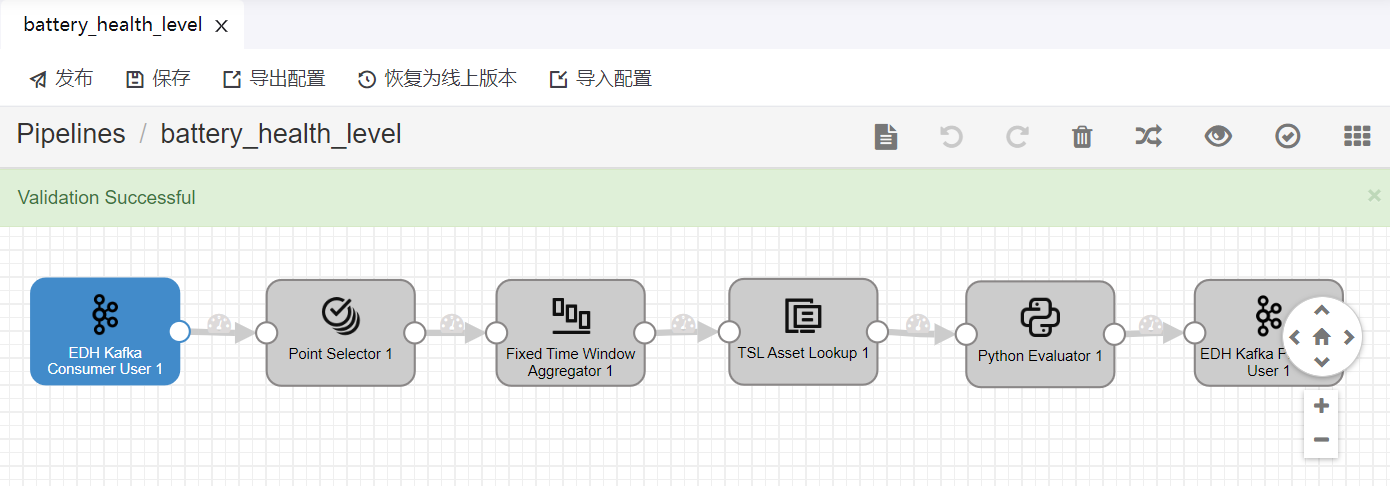 battery_health_level X
发布 保存 导出配置 恢复为线上版本 导入配置
Pipelines / battery_health_level
Validation Successful ×
EDH Kafka
Consumer User 1
Point Selector 1
Fixed Time Window
Aggregator 1
TSL Asset Lookup 1
Python Evaluator 1
EDH Kafka
User 1